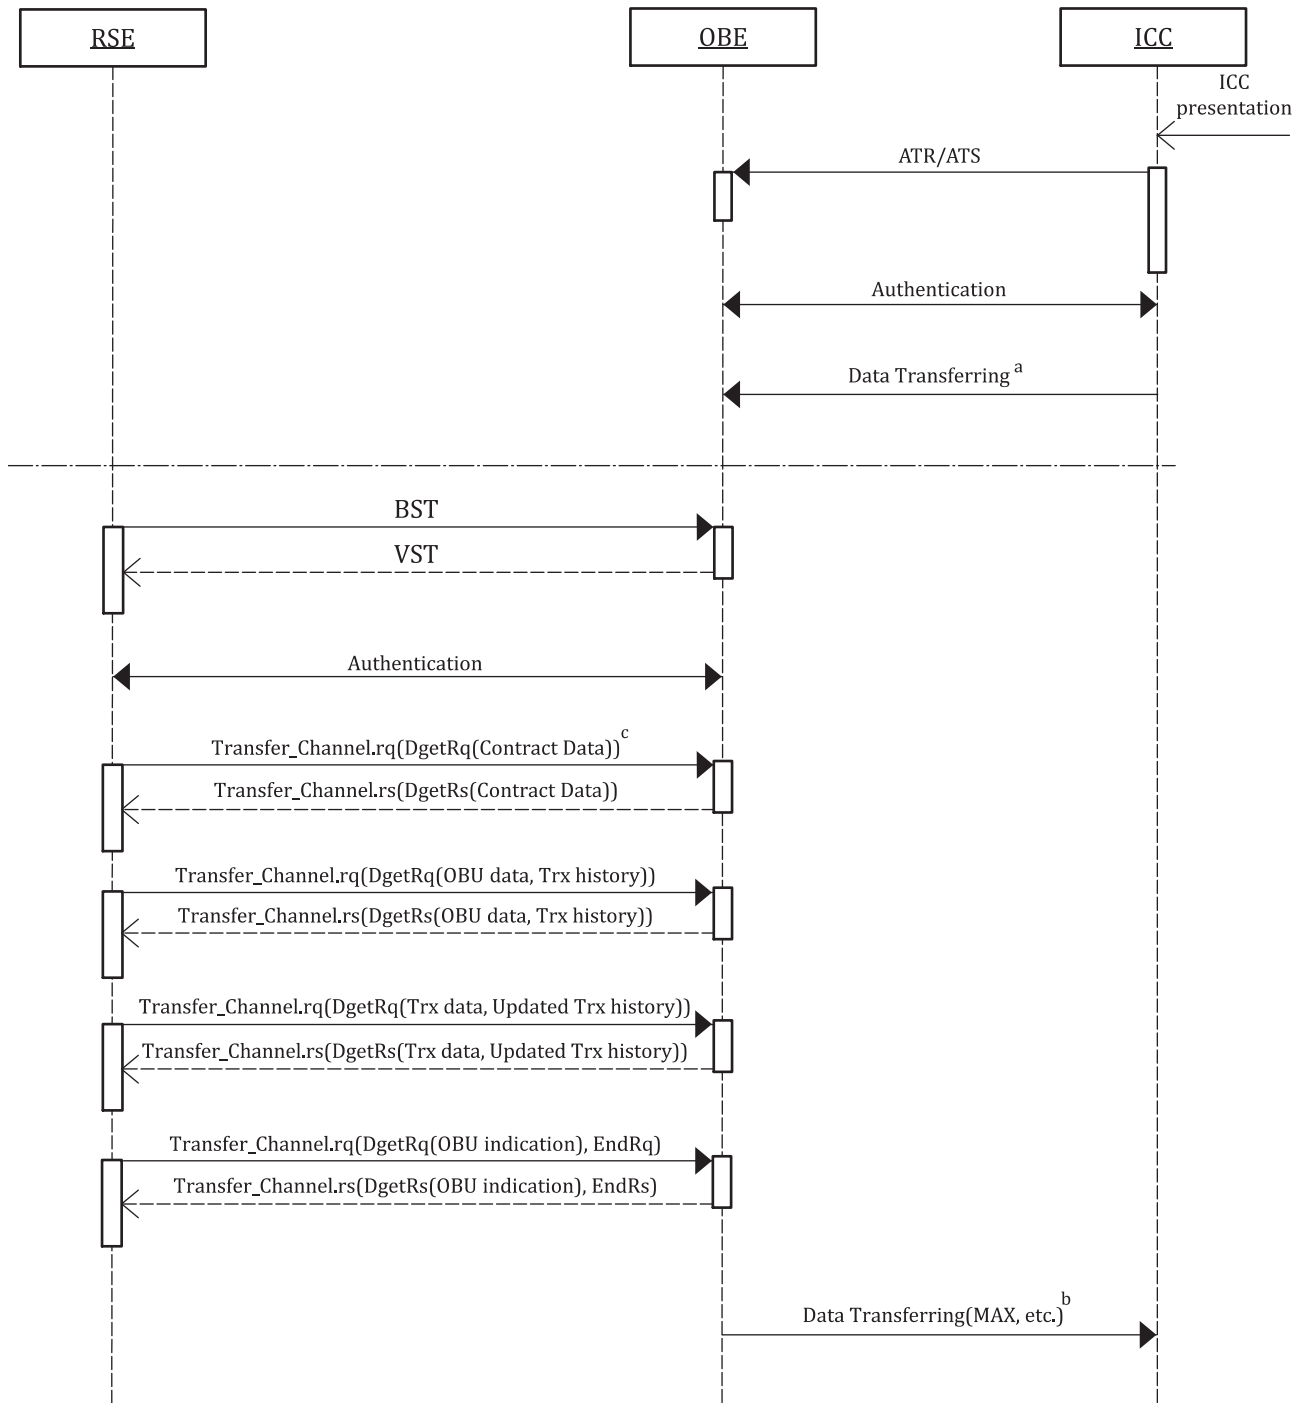 RSE
OBE
ICC
ICC
presentation
ATR/ATS
Authentication
Data Transferring a
BST
VST
Authentication
Transfer_Channel.rq(DgetRq(Contract Data)) c
Transfer_Channel.rs(DgetRs(Contract Data))
Transfer_Channel.rq(DgetRq(OBU data, Trx history))
Transfer_Channel.rs(DgetRs(OBU data, Trx history))
Transfer_Channel.rq(DgetRq(Trx data, Updated Trx history))
Transfer_Channel.rs(DgetRs(Trx data, Updated Trx history))
Transfer_Channel.rq(DgetRq(OBU indication), EndRq)
Transfer_Channel.rs(DgetRs(OBU indication), EndRs)
Data Transferring(MAX, etc.) b